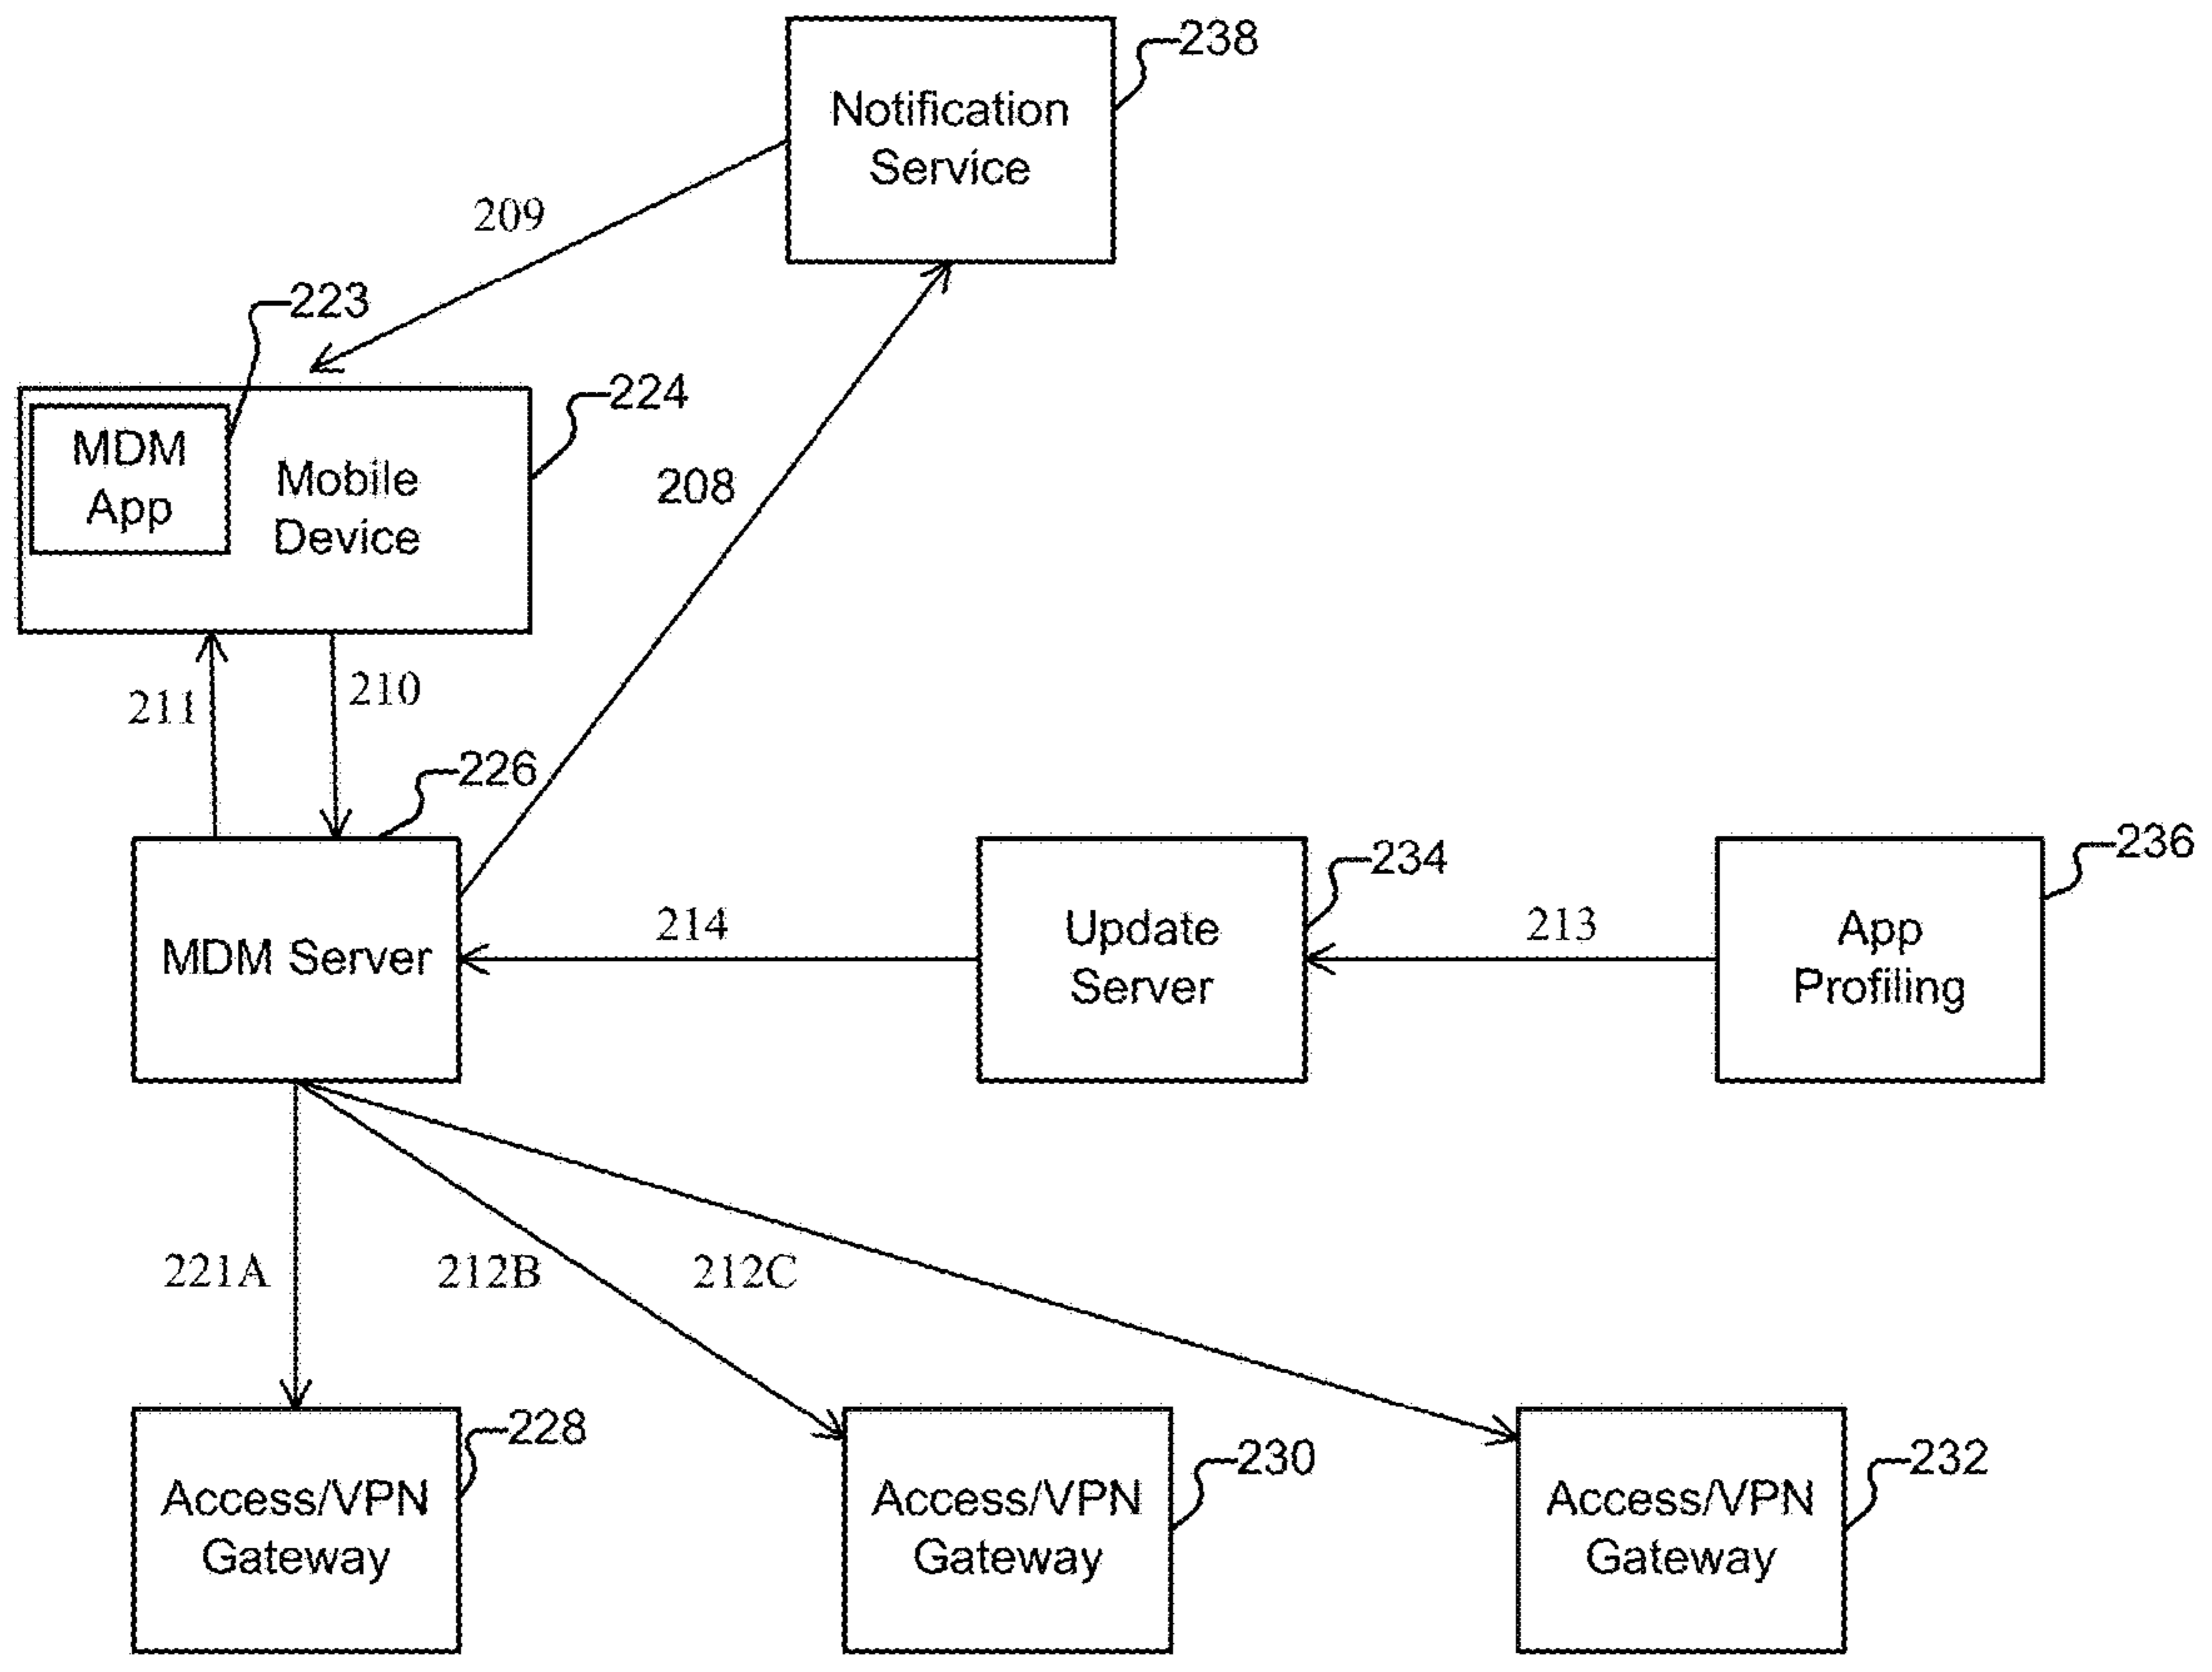 238
Notification
Service
209
223
224
MDM
App
Mobile
Device
208
211
210
226
234
236
MDM Server
214
Update
Server
213
App
Profiling
221A
212B
212C
228
230
232
Access/VPN
Gateway
Access/VPN
Gateway
Access/VPN
Gateway